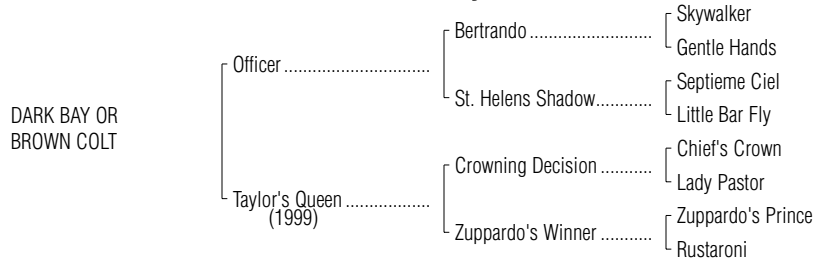 Skywalker
Bertrando ............................
Gentle Hands
Officer .................................
Septieme Ciel
St. Helens Shadow.............
Little Bar Fly
DARK BAY OR
BROWN COLT
Chief's Crown
Crowning Decision ............
Lady Pastor
Taylor's Queen ...................
(1999)
Zuppardo's Prince
Zuppardo's Winner ............
Rustaroni